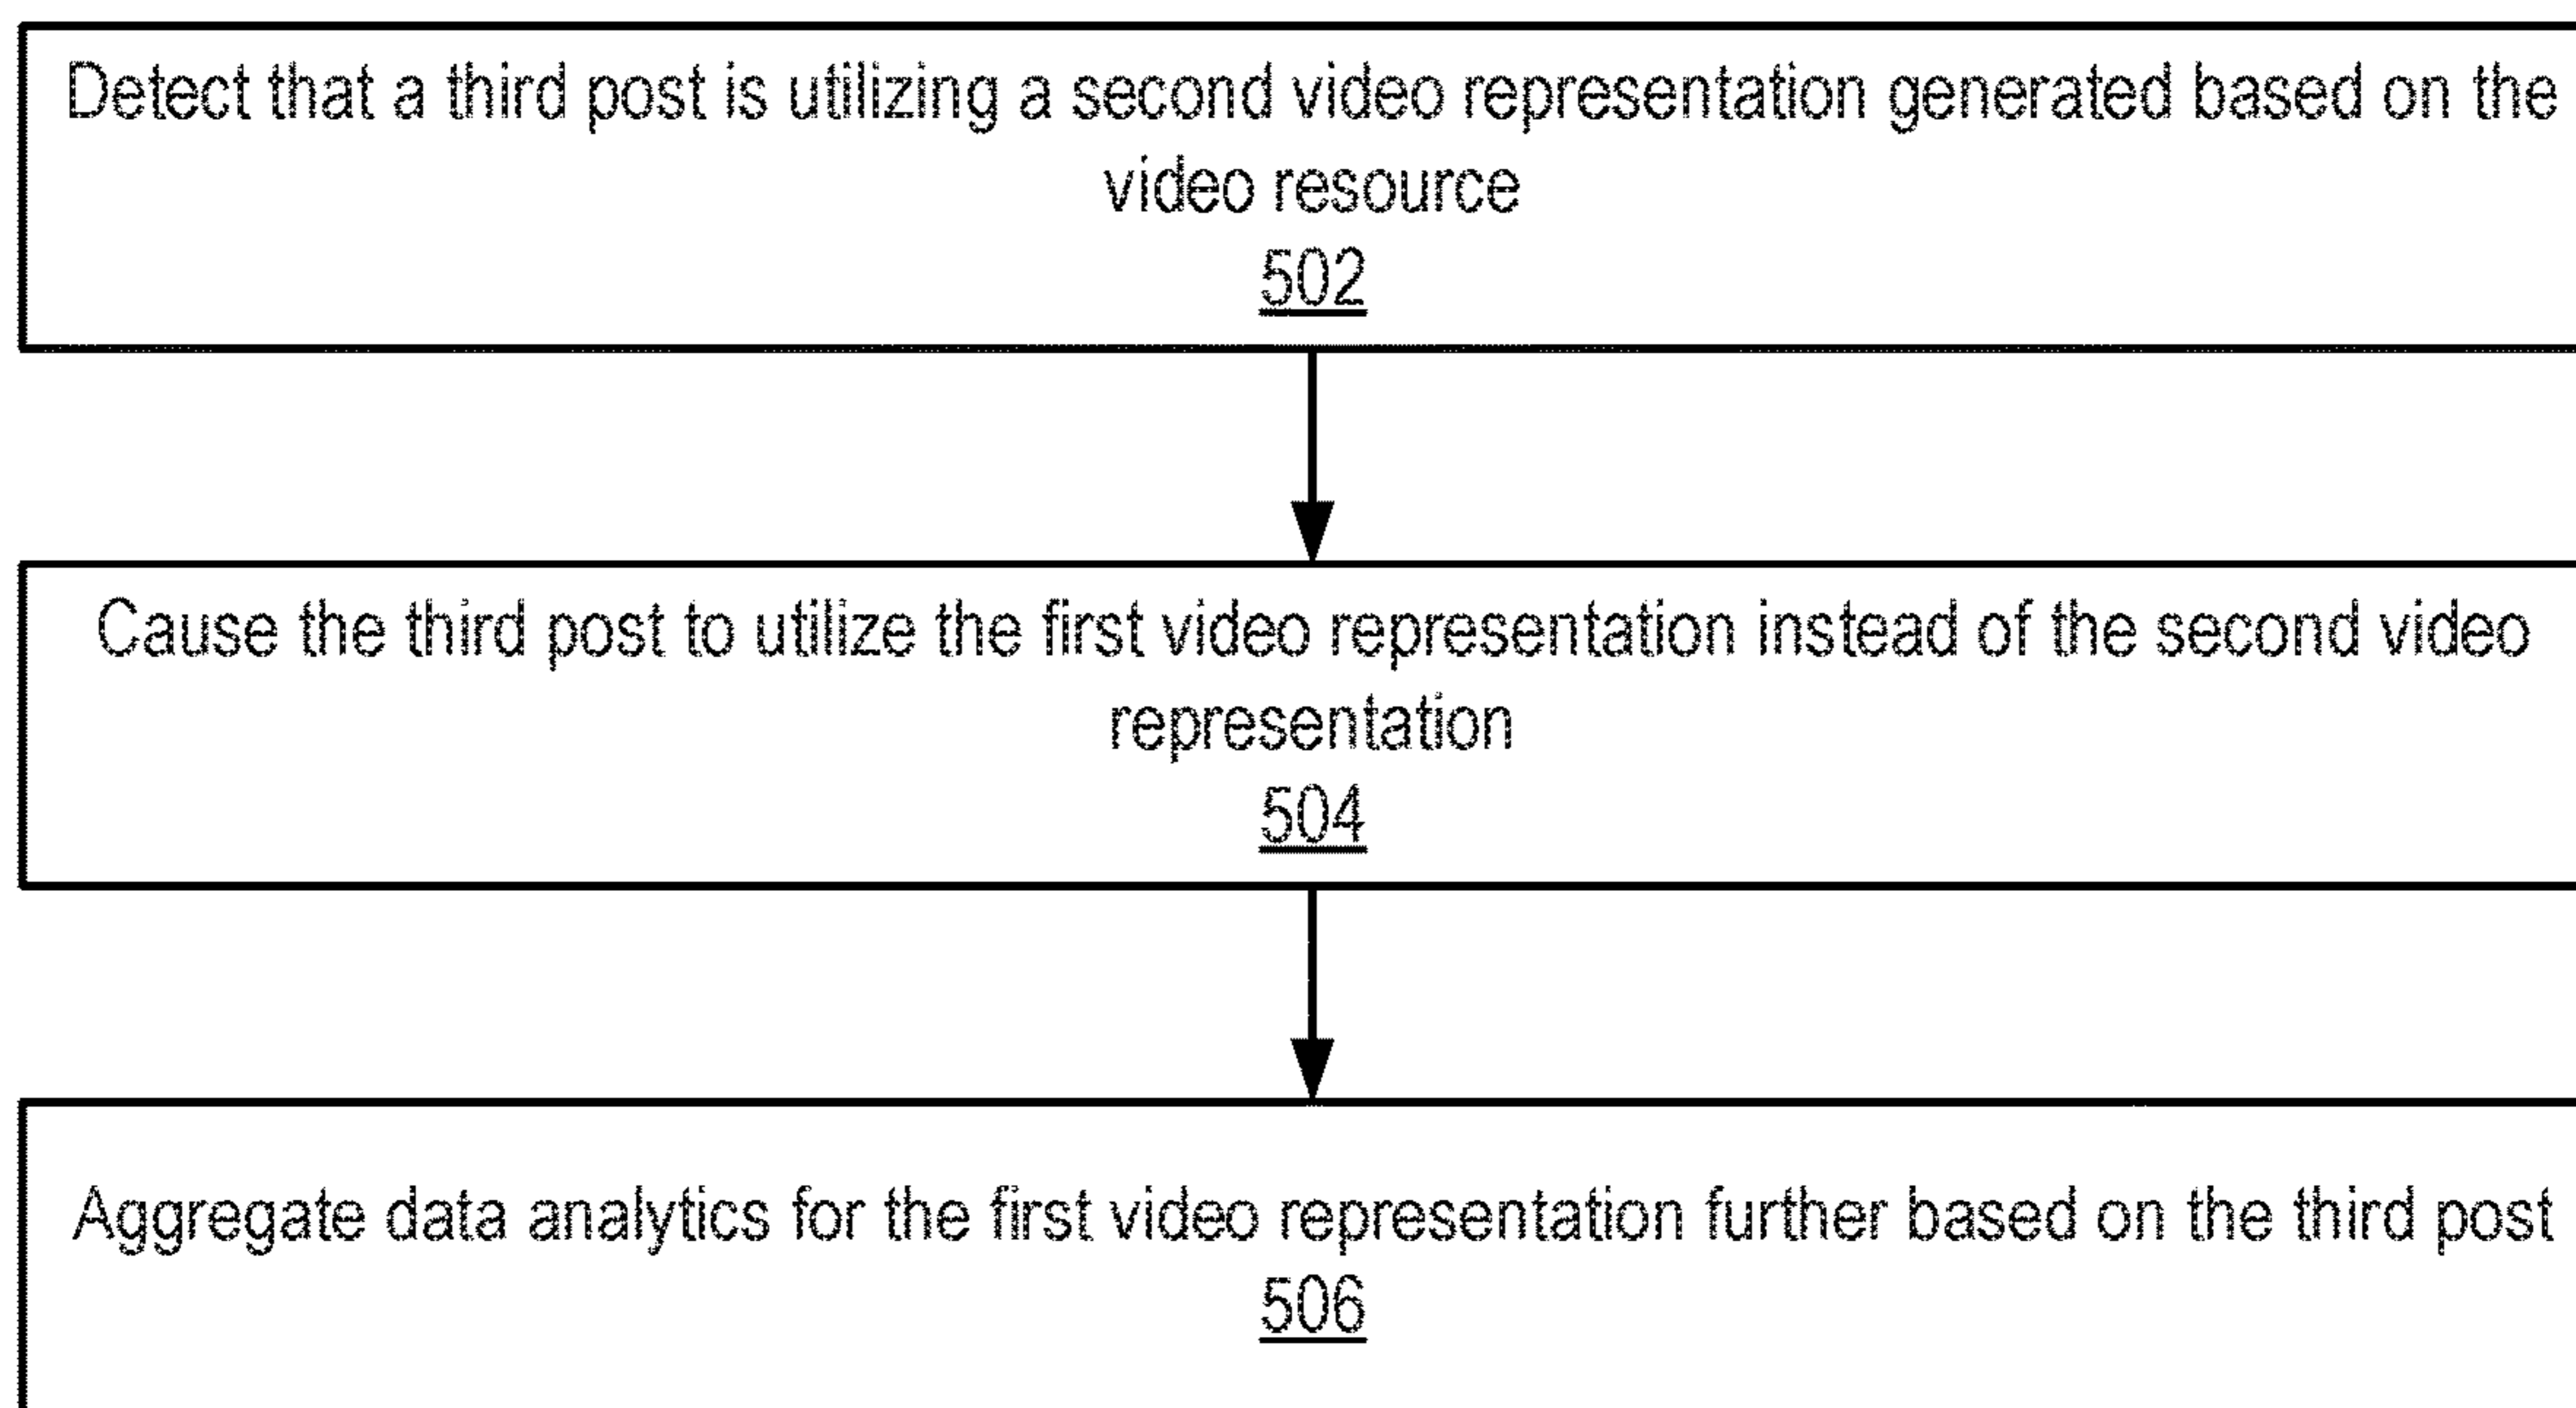 Detect that a third post is utilizing a second video representation generated based on the
video resource
502
Cause the third post to utilize the first video representation instead of the second video
representation
504
Aggregate data analytics for the first video representation further based on the third post
506